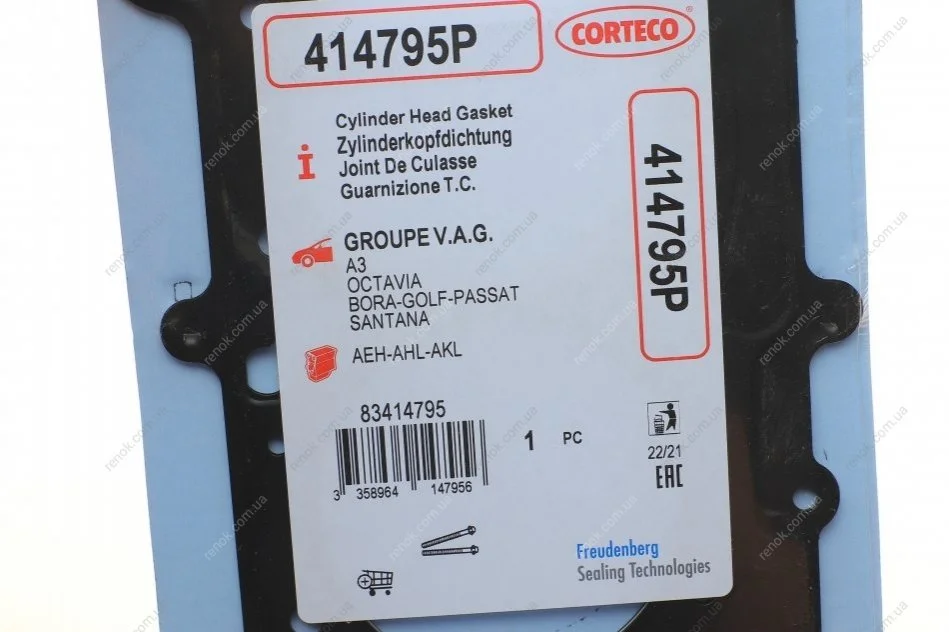 414795P
CORTECO®
Cylinder Head Gasket
Zylinderkopfdichtung
Joint De Culasse
Guarnizione T.C.
i
414795P
GROUPE V.A.G.
A3
OCTAVIA
BORA-GOLF-PASSAT
SANTANA
AEH-AHL-AKL
83414795
3 358964 147956
1 PC
22/21
EAC
Freudenberg
Sealing Technologies
renok.com.ua